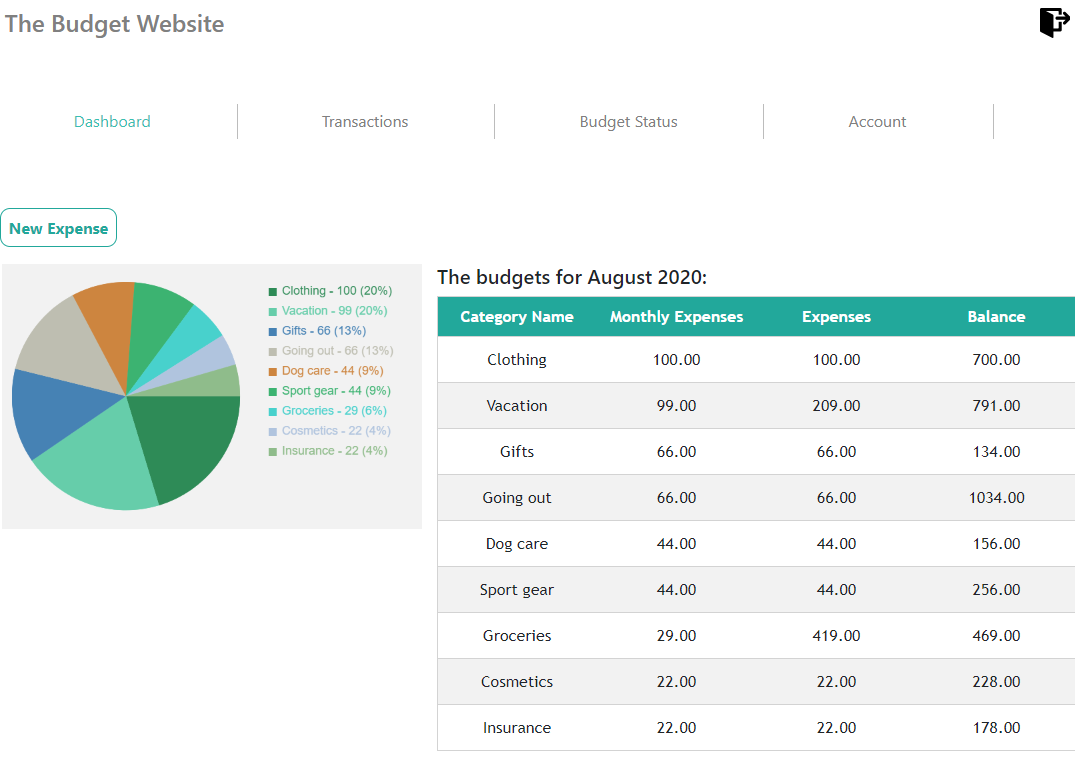 The Budget Website
Dashboard Transactions Budget Status Account
New Expense
Clothing - 100 (20%)
Vacation - 99 (20%)
Gifts - 66 (13%)
Going out - 66 (13%)
Dog care - 44 (9%)
Sport gear - 44 (9%)
Groceries - 29 (6%)
Cosmetics - 22 (4%)
Insurance - 22 (4%)
The budgets for August 2020:
Category Name Monthly Expenses Expenses Balance
Clothing 100.00 100.00 700.00
Vacation 99.00 209.00 791.00
Gifts 66.00 66.00 134.00
Going out 66.00 66.00 1034.00
Dog care 44.00 44.00 156.00
Sport gear 44.00 44.00 256.00
Groceries 29.00 419.00 469.00
Cosmetics 22.00 22.00 228.00
Insurance 22.00 22.00 178.00